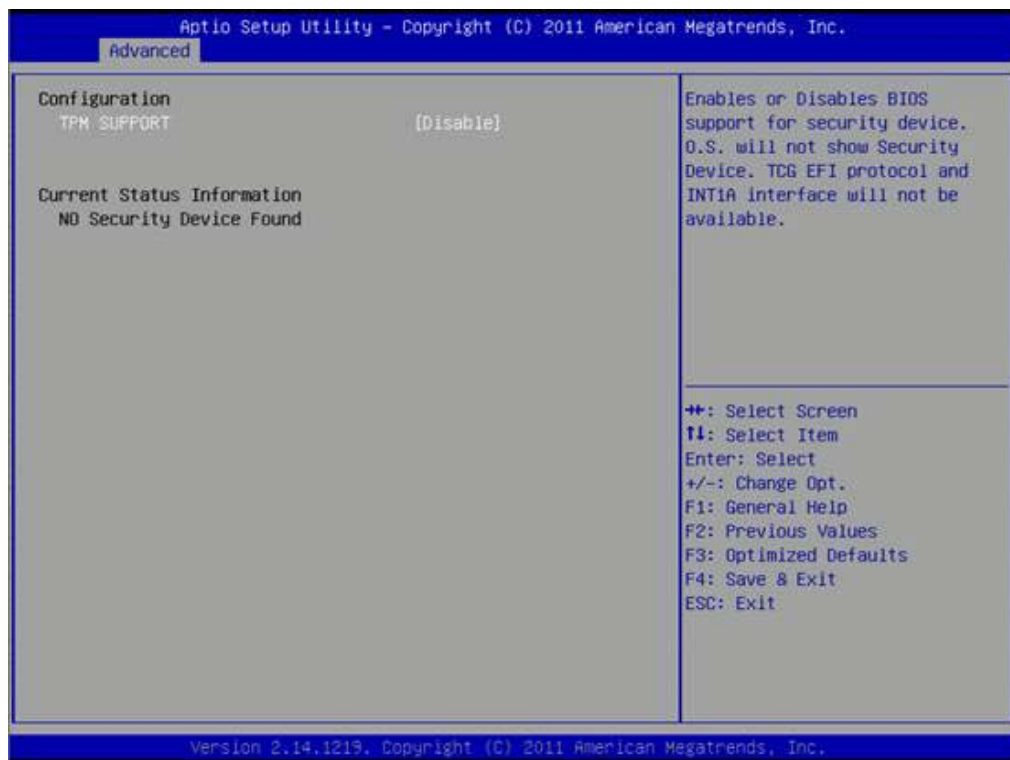 Aptio Setup Utility – Copyright (C) 2011 American Megatrends, Inc.
Advanced
Configuration
TPM SUPPORT [Disable]
Current Status Information
NO Security Device Found
Enables or Disables BIOS
support for security device.
O.S. will not show Security
Device. TCG EFI protocol and
INT1A interface will not be
available.
→←: Select Screen
↑↓: Select Item
Enter: Select
+/-: Change Opt.
F1: General Help
F2: Previous Values
F3: Optimized Defaults
F4: Save & Exit
ESC: Exit
Version 2.14.1219. Copyright (C) 2011 American Megatrends, Inc.